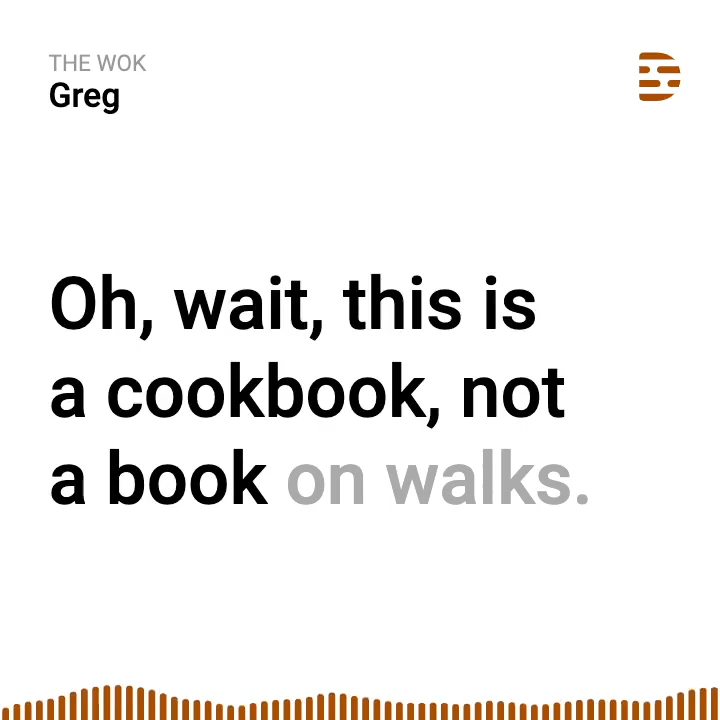 THE WOK
Greg
Oh, wait, this is
a cookbook, not
a book on walks.